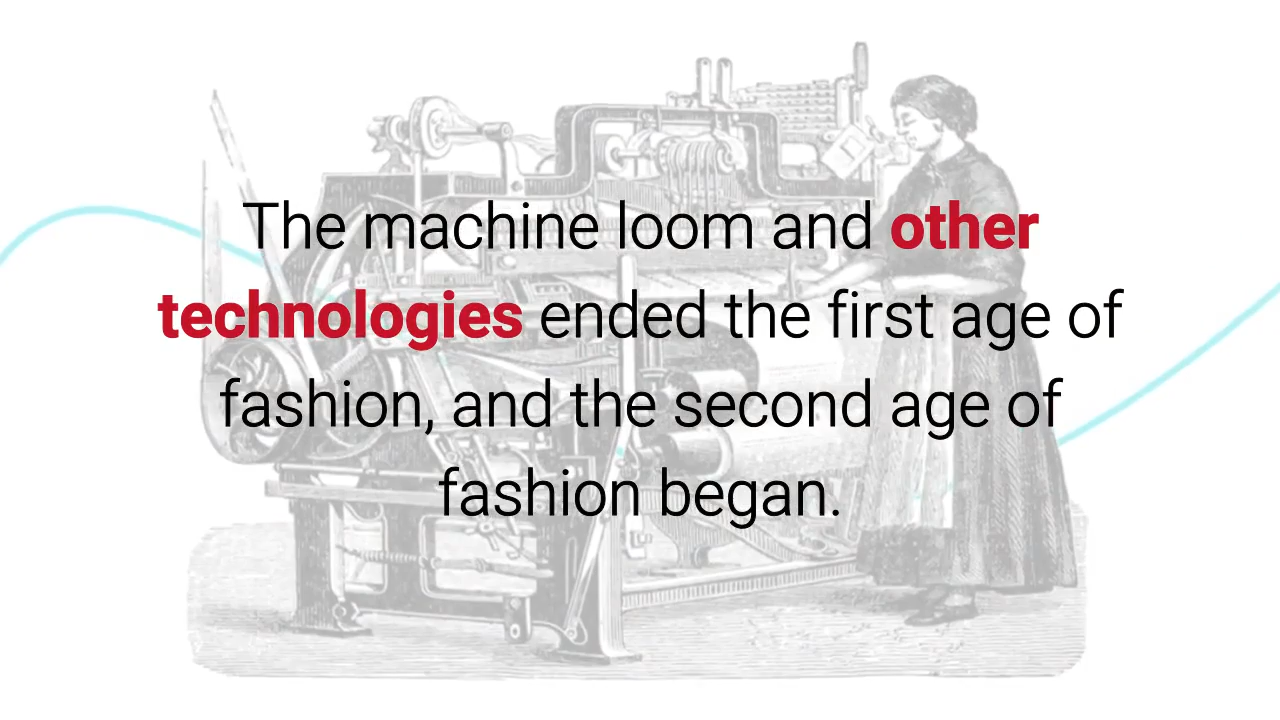 The machine loom and other
technologies ended the first age of
fashion, and the second age of
fashion began.